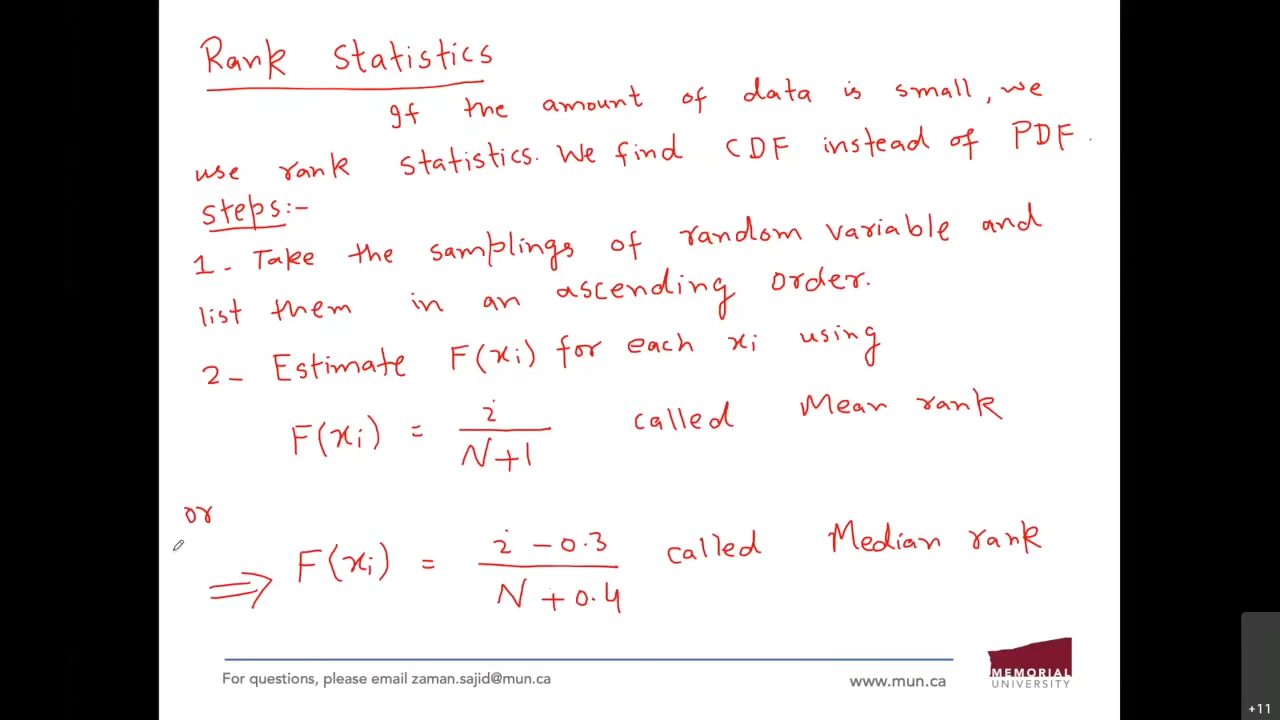 Rank Statistics
If the amount of data is small, we
use rank statistics. We find CDF instead of PDF.
Steps:-
1- Take the samplings of random variable and
list them in an ascending order.
2- Estimate F(xi) for each xi using
F(xi) = i / N+1 called Mean rank
or
⇒ F(xi) = i - 0.3 / N + 0.4 called Median rank
For questions, please email zaman.sajid@mun.ca
www.mun.ca
MEMORIAL
UNIVERSITY
+11